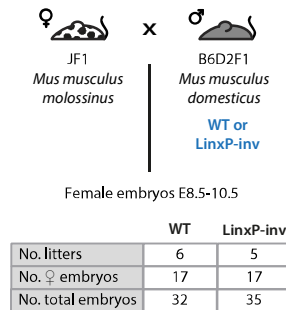 ♀ x ♂
JF1 B6D2F1
Mus musculus Mus musculus
molossinus domesticus
WT or
LinxP-inv
Female embryos E8.5-10.5
WT LinxP-inv
No. litters 6 5
No. ♀ embryos 17 17
No. total embryos 32 35